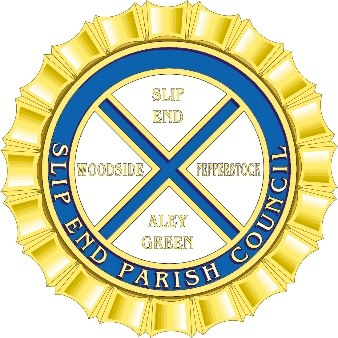 SLIP
END
WOODSIDE
PEPPERSTOCK
ALEY
GREEN
SLIP END PARISH COUNCIL